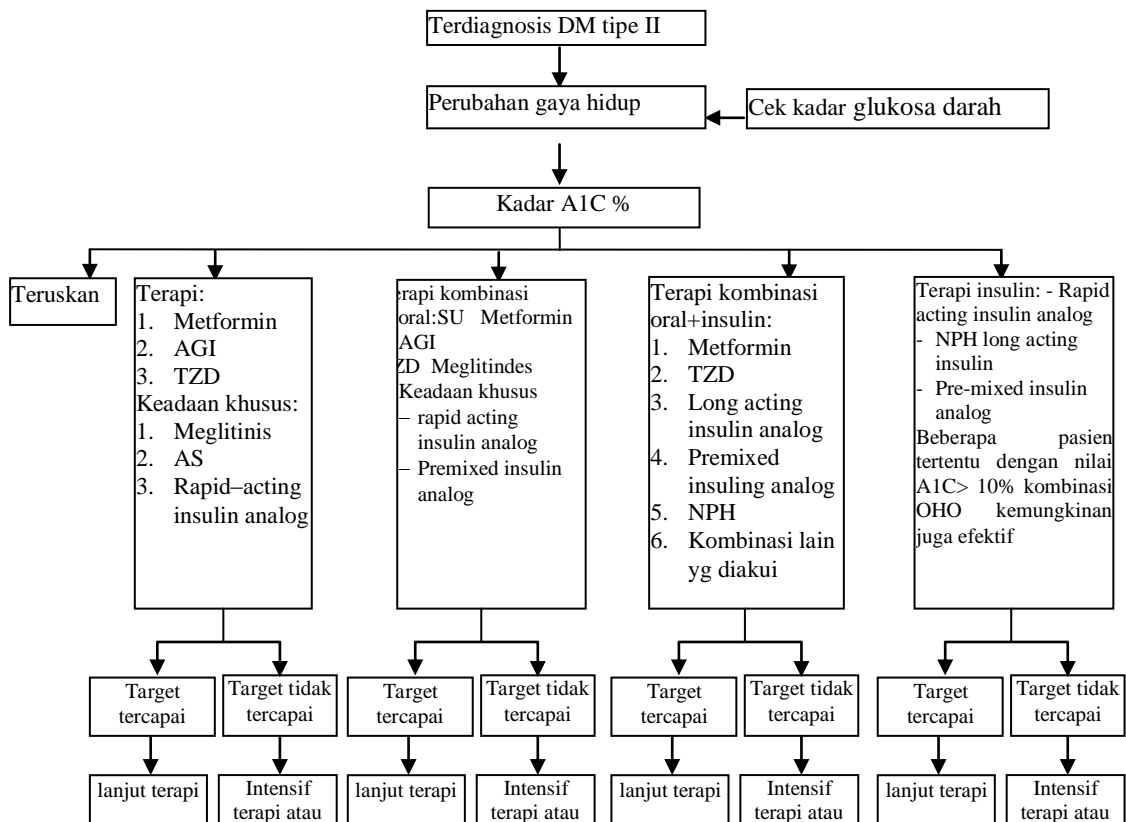 Terdiagnosis DM tipe II
Perubahan gaya hidup
Cek kadar glukosa darah
Kadar A1C %
Teruskan
Terapi:
1. Metformin
2. AGI
3. TZD
Keadaan khusus:
1. Meglitinis
2. AS
3. Rapid–acting
insulin analog
erapi kombinasi
oral:SU Metformin
AGI
ZD Meglitindes
Keadaan khusus
– rapid acting
insulin analog
– Premixed insulin
analog
Terapi kombinasi
oral+insulin:
1. Metformin
2. TZD
3. Long acting
insulin analog
4. Premixed
insuling analog
5. NPH
6. Kombinasi lain
yg diakui
Terapi insulin: - Rapid
acting insulin analog
- NPH long acting
insulin
- Pre-mixed insulin
analog
Beberapa pasien
tertentu dengan nilai
A1C> 10% kombinasi
OHO kemungkinan
juga efektif
Target
tercapai
Target tidak
tercapai
Target
tercapai
Target tidak
tercapai
Target
tercapai
Target tidak
tercapai
Target
tercapai
Target tidak
tercapai
lanjut terapi
Intensif
terapi atau
lanjut terapi
Intensif
terapi atau
lanjut terapi
Intensif
terapi atau
lanjut terapi
Intensif
terapi atau